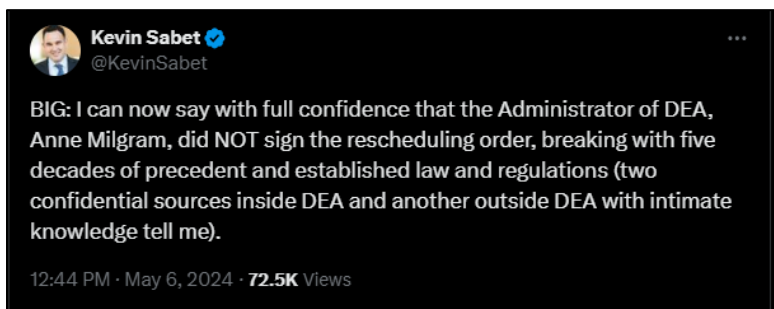 Kevin Sabet
@KevinSabet
BIG: I can now say with full confidence that the Administrator of DEA,
Anne Milgram, did NOT sign the rescheduling order, breaking with five
decades of precedent and established law and regulations (two
confidential sources inside DEA and another outside DEA with intimate
knowledge tell me).
12:44 PM · May 6, 2024 · 72.5K Views